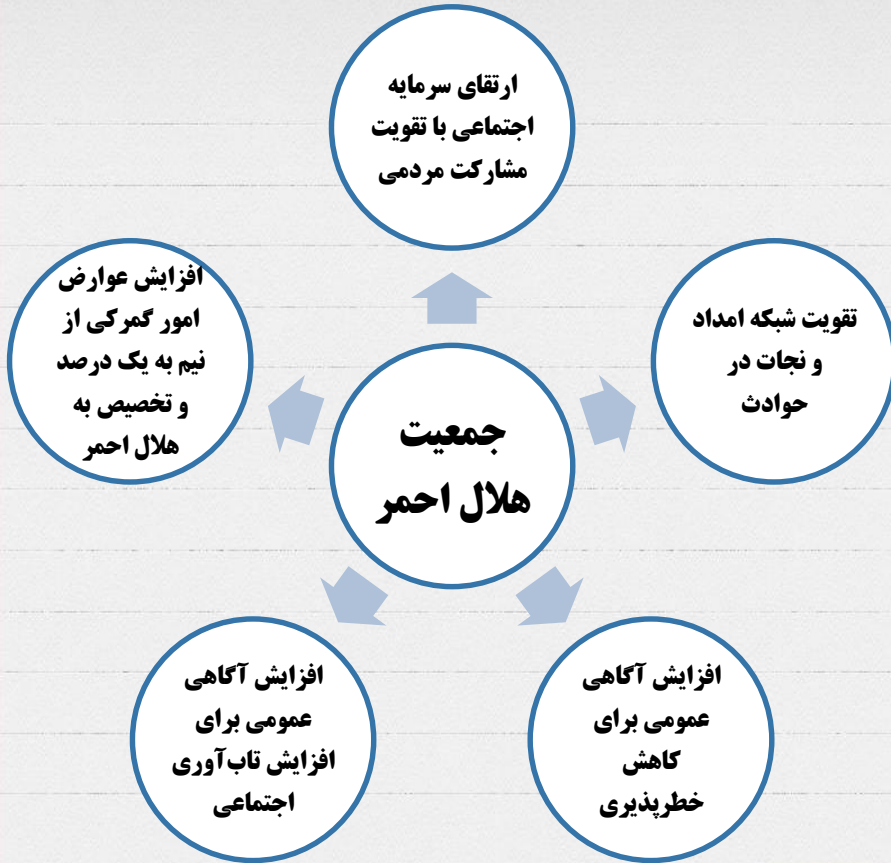 ارتقای سرمایه
اجتماعی با تقویت
مشارکت مردمی
تقویت شبکه امداد
و نجات در
حوادث
افزایش عوارض
امور گمرکی از
نیم به یک درصد
و تخصیص به
هلال احمر
جمعیت
هلال احمر
افزایش آگاهی
عمومی برای
کاهش
خطرپذیری
افزایش آگاهی
عمومی برای
افزایش تاب‌آوری
اجتماعی